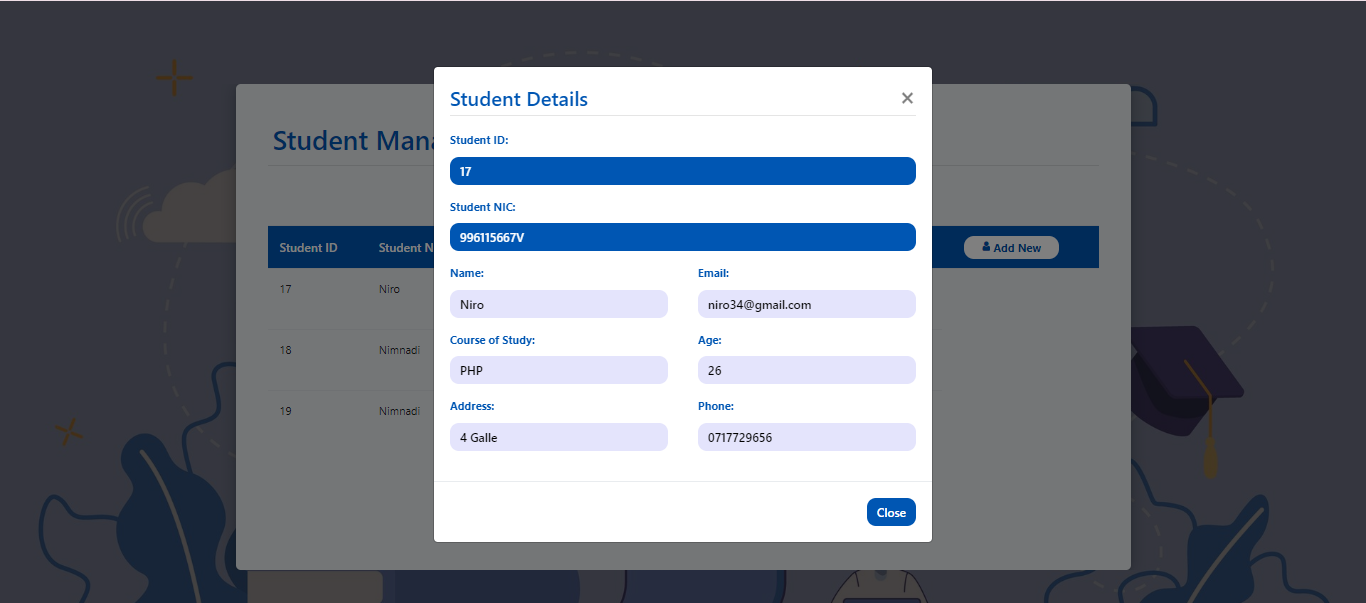 Student Details ×
Student Mana
Student ID:
17
Student NIC:
996115667V
Student ID Student N Add New
Name: Email:
17 Niro
Niro niro34@gmail.com
Course of Study: Age:
18 Nimnadi
PHP 26
Address: Phone:
19 Nimnadi
4 Galle 0717729656
Close